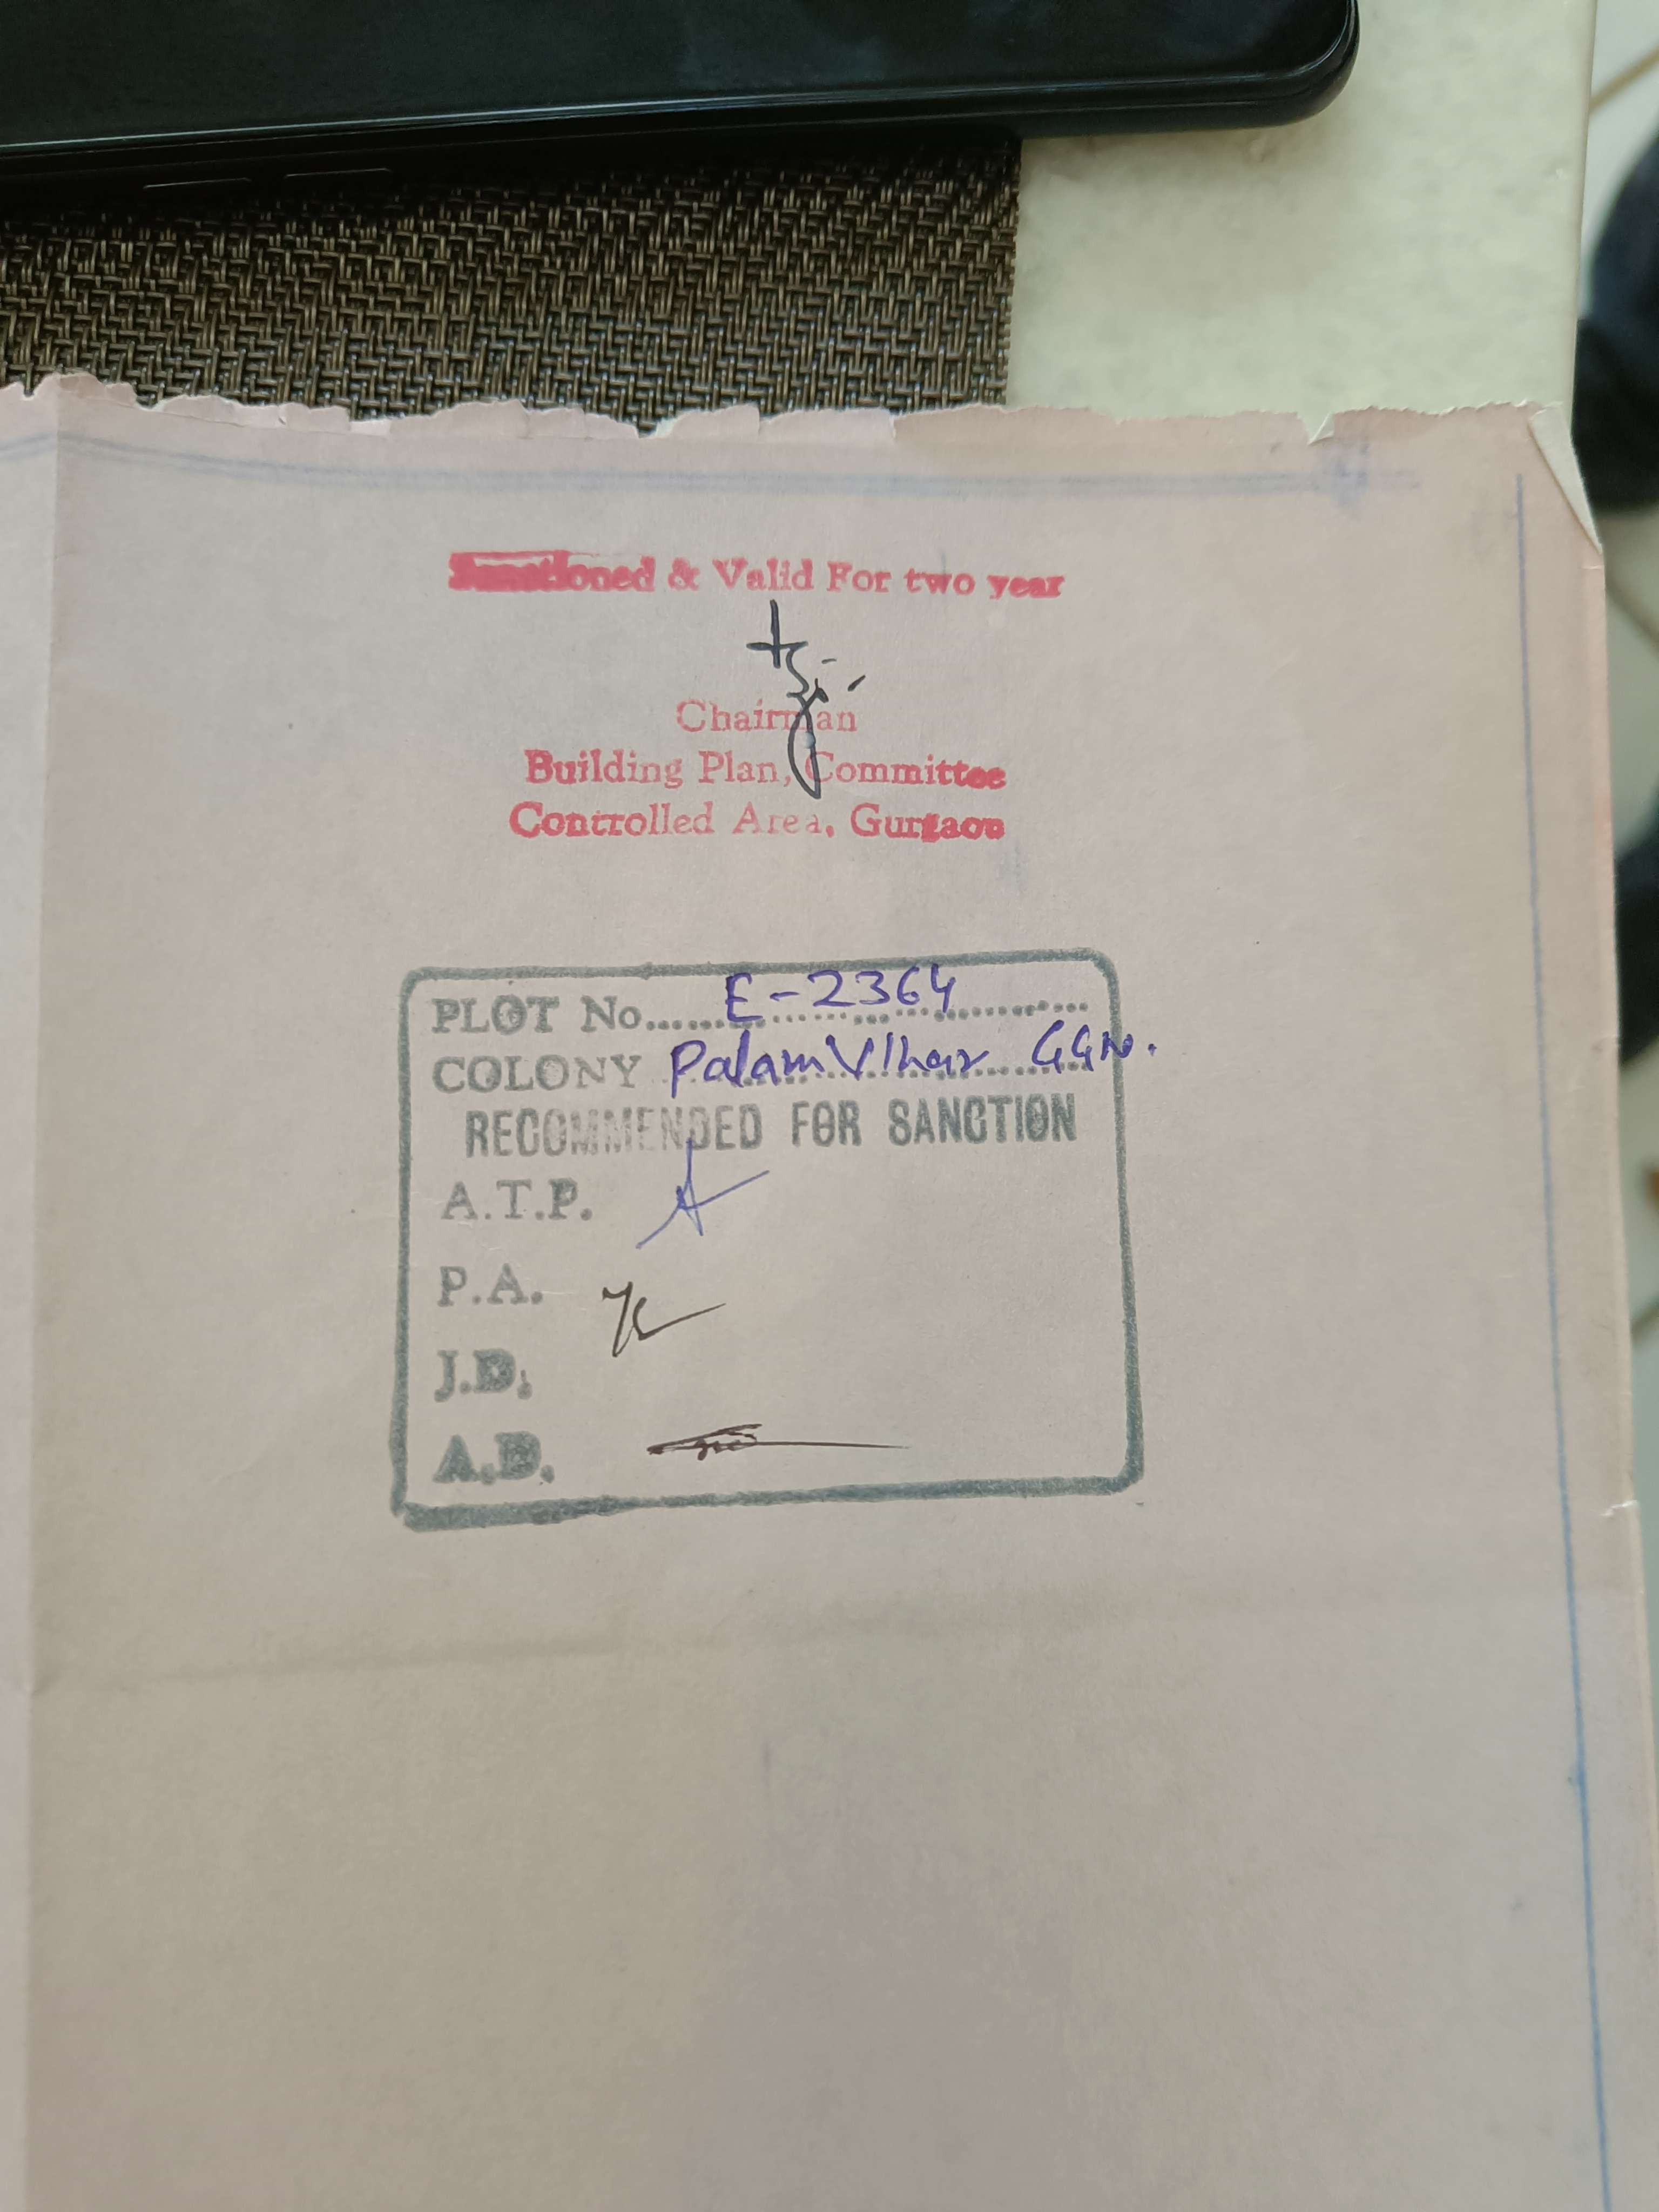 Sanctioned & Valid For two year
Chairman
Building Plan, Committee
Controlled Area, Gurgaon
PLOT No...... E-2364
COLONY Palam VIhar GGN.
RECOMMENDED FOR SANCTION
A.T.P.
P.A.
J.D.
A.D.